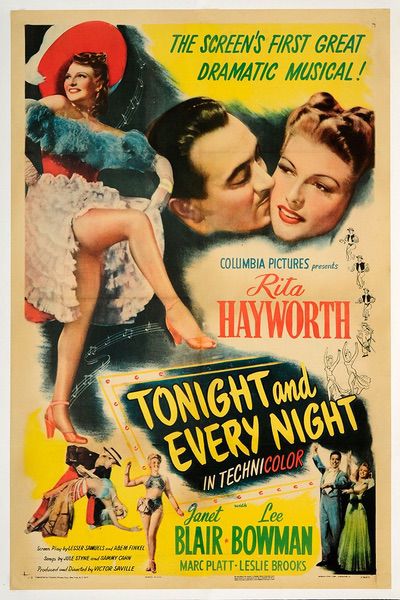 THE SCREEN'S FIRST GREAT
DRAMATIC MUSICAL!
COLUMBIA PICTURES presents
Rita
HAYWORTH
TONIGHT and
EVERY NIGHT
IN TECHNICOLOR
with
Janet Lee
BLAIR ★ BOWMAN
MARC PLATT • LESLIE BROOKS
Screen Play by LESSER SAMUELS and ABEM FINKEL
Songs by JULE STYNE and SAMMY CAHN
Produced and Directed by VICTOR SAVILLE